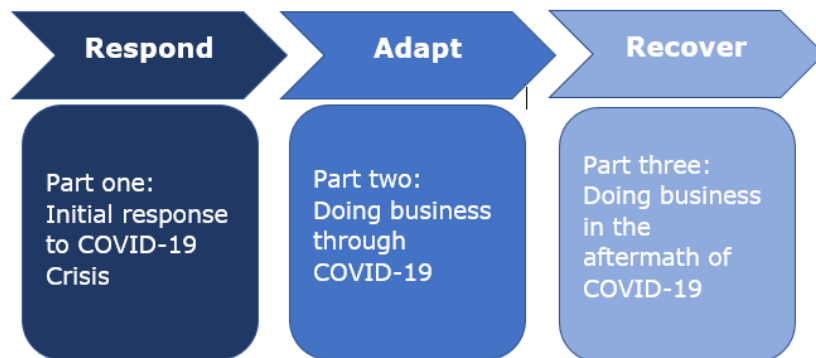 Respond
Adapt
Recover
Part one:
Initial response
to COVID-19
Crisis
Part two:
Doing business
through
COVID-19
Part three:
Doing business
in the
aftermath of
COVID-19